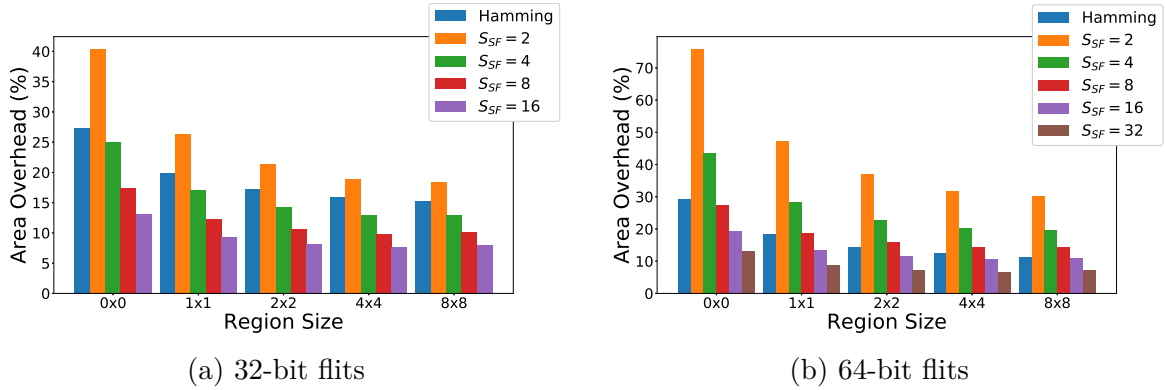 Hamming
S_SF = 2
S_SF = 4
S_SF = 8
S_SF = 16
Area Overhead (%)
40
35
30
25
20
15
10
5
0
0x0 1x1 2x2 4x4 8x8
Region Size
(a) 32-bit flits
Hamming
S_SF = 2
S_SF = 4
S_SF = 8
S_SF = 16
S_SF = 32
Area Overhead (%)
70
60
50
40
30
20
10
0
0x0 1x1 2x2 4x4 8x8
Region Size
(b) 64-bit flits